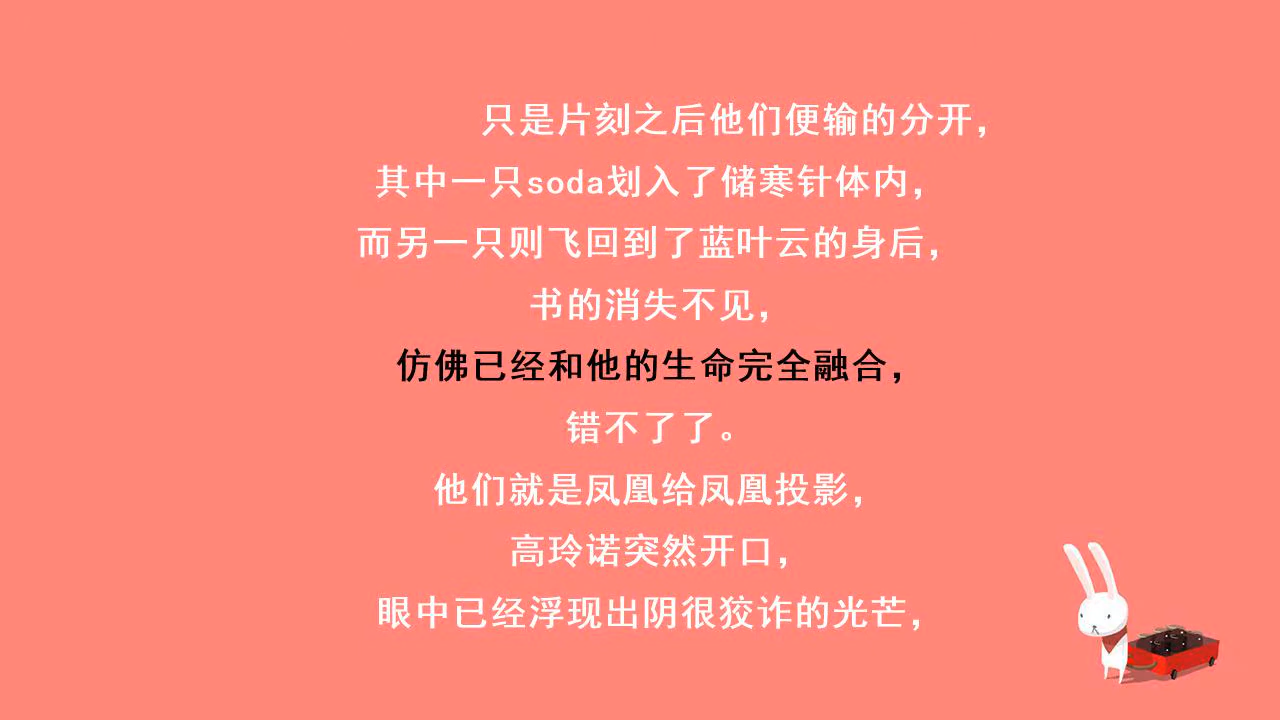 只是片刻之后他们便输的分开，
其中一只soda划入了储寒针体内，
而另一只则飞回到了蓝叶云的身后，
书的消失不见，
仿佛已经和他的生命完全融合，
错不了了。
他们就是凤凰给凤凰投影，
高玲诺突然开口，
眼中已经浮现出阴很狡诈的光芒，